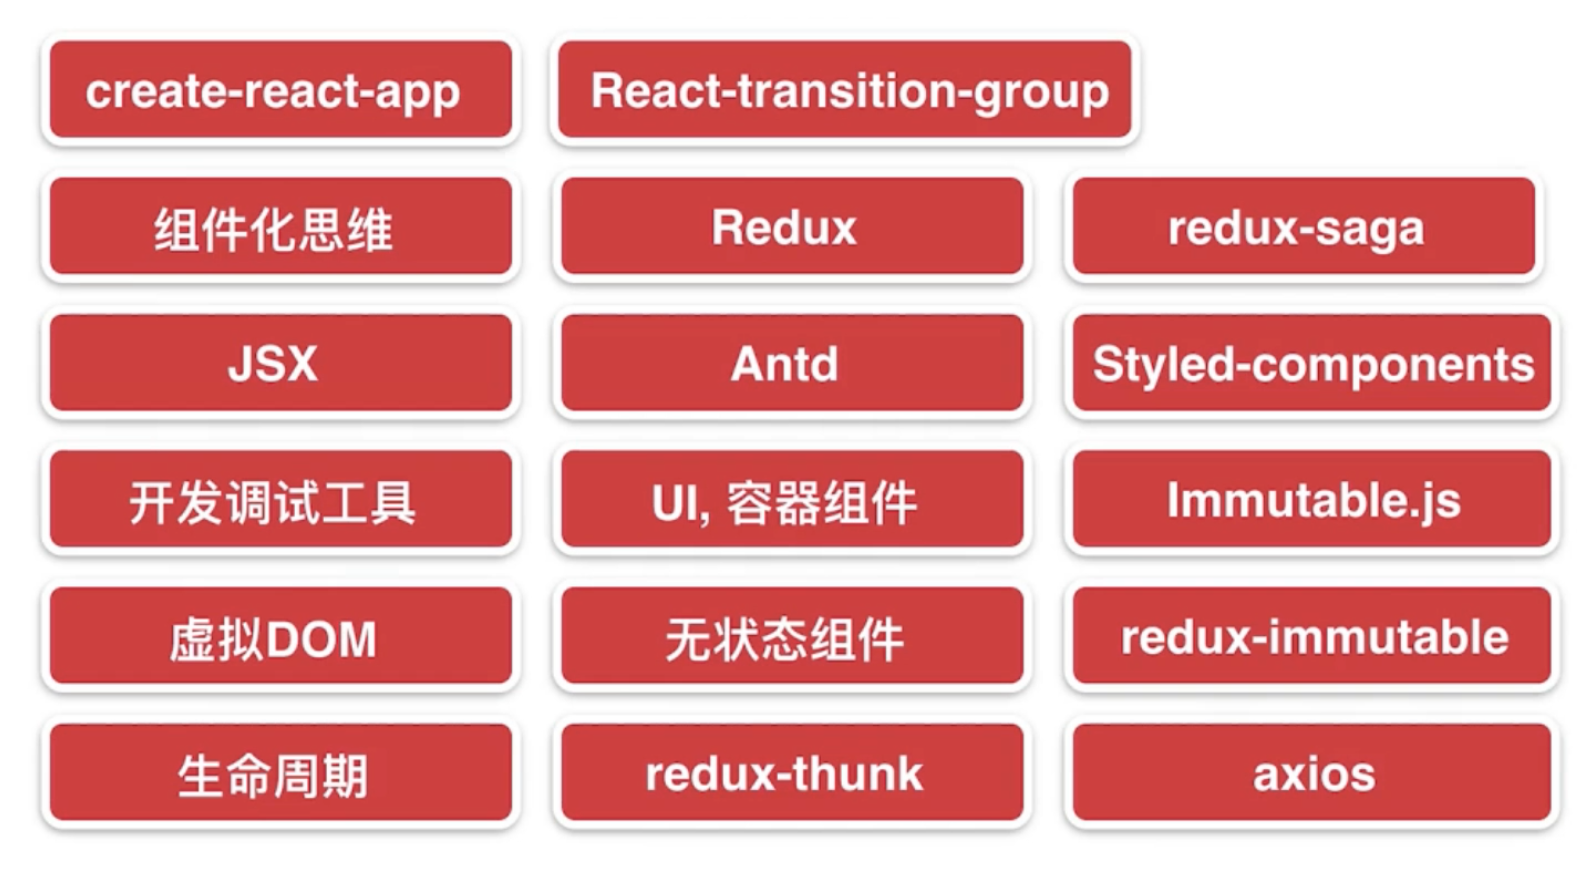 create-react-app
React-transition-group
组件化思维
Redux
redux-saga
JSX
Antd
Styled-components
开发调试工具
UI, 容器组件
Immutable.js
虚拟DOM
无状态组件
redux-immutable
生命周期
redux-thunk
axios